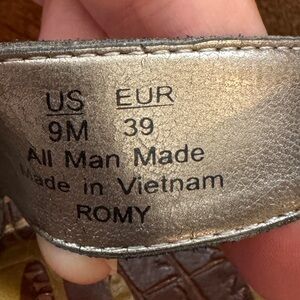 US EUR
9M 39
All Man Made
Made in Vietnam
ROMY